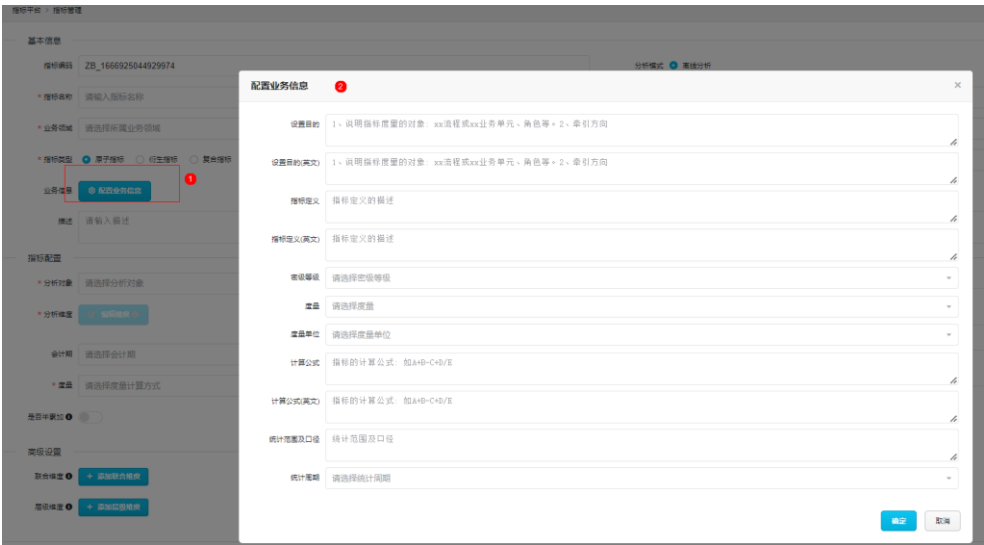 指标平台 > 指标管理
基本信息
指标编码 ZB_1666925044929974
分析模式 离线分析
* 指标名称 请输入指标名称
* 业务领域 请选择所属业务领域
* 指标类型 原子指标 衍生指标 复合指标
业务信息 配置业务信息 1
描述 请输入描述
指标配置
* 分析对象 请选择分析对象
* 分析维度
会计期 请选择会计期
* 度量 请选择度量计算方式
高级设置
联合维度 + 添加联合维度
层级维度 + 添加层级维度
配置业务信息 2 ×
设置目的 1、说明指标度量的对象: xx流程或xx业务单元、角色等。2、牵引方向
设置目的(英文) 1、说明指标度量的对象: xx流程或xx业务单元、角色等。2、牵引方向
指标定义 指标定义的描述
指标定义(英文) 指标定义的描述
密级等级 请选择密级等级
度量 请选择度量
度量单位 请选择度量单位
计算公式 指标的计算公式: 如A+B-C+D/E
计算公式(英文) 指标的计算公式: 如A+B-C+D/E
统计范围及口径 统计范围及口径
统计周期 请选择统计周期
确定 取消